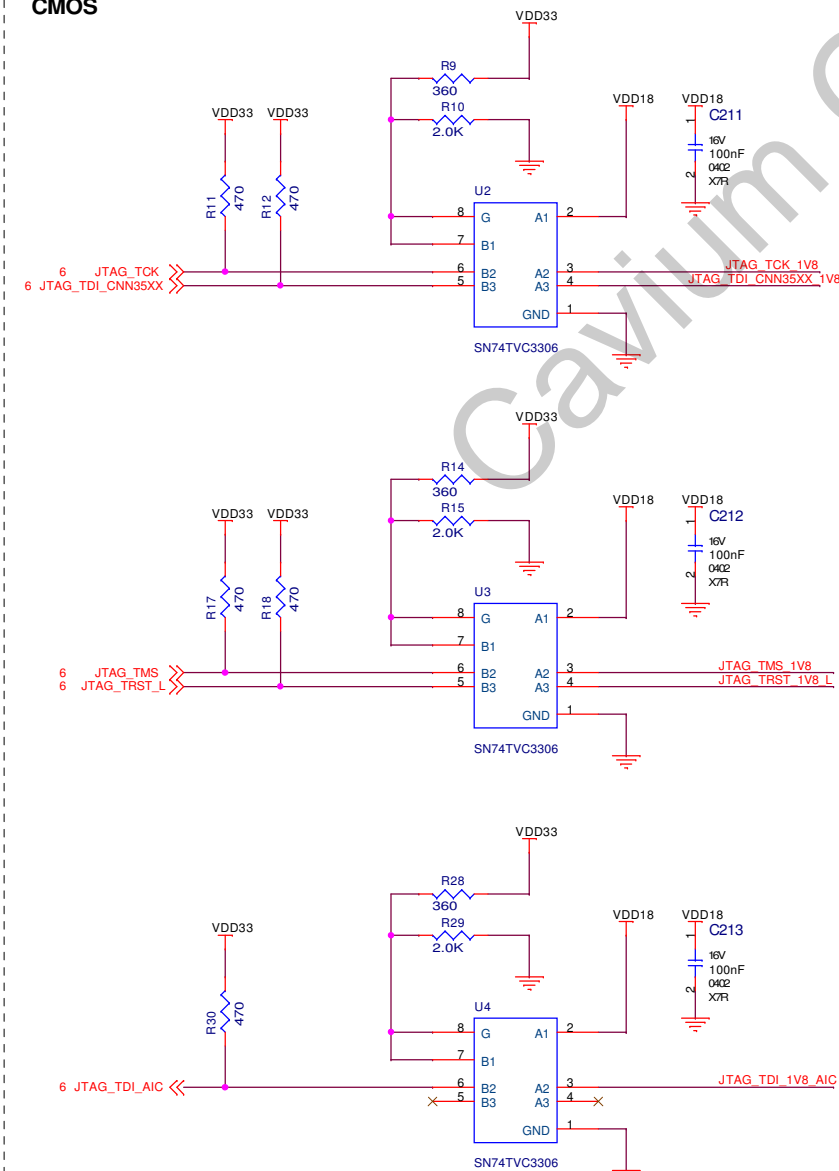 CMOS
VDD33
R9
360
R10
2.0K
VDD18
VDD18
1
C211
16V
100nF
0402
X7R
2
VDD33
VDD33
R11
470
R12
470
U2
8
G
A1
2
7
B1
6
JTAG_TCK
6
B2
A2
3
JTAG_TCK_1V8
6
JTAG_TDI_CNN35XX
5
B3
A3
4
JTAG_TDI_CNN35XX_1V8
GND
1
SN74TVC3306
Cavium
VDD33
R14
360
R15
2.0K
VDD18
VDD18
1
C212
16V
100nF
0402
X7R
2
VDD33
VDD33
R17
470
R18
470
U3
8
G
A1
2
7
B1
6
JTAG_TMS
6
B2
A2
3
JTAG_TMS_1V8
6
JTAG_TRST_L
5
B3
A3
4
JTAG_TRST_1V8_L
GND
1
SN74TVC3306
VDD33
R28
360
R29
2.0K
VDD18
VDD18
1
C213
16V
100nF
0402
X7R
2
VDD33
R30
470
U4
8
G
A1
2
7
B1
6
JTAG_TDI_AIC
6
B2
A2
3
JTAG_TDI_1V8_AIC
5
B3
A3
4
GND
1
SN74TVC3306